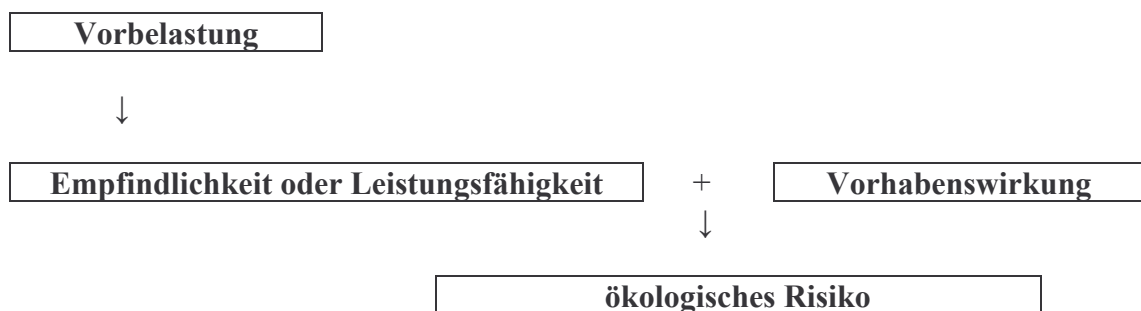 Vorbelastung
↓
Empfindlichkeit oder Leistungsfähigkeit + Vorhabenswirkung
↓
ökologisches Risiko